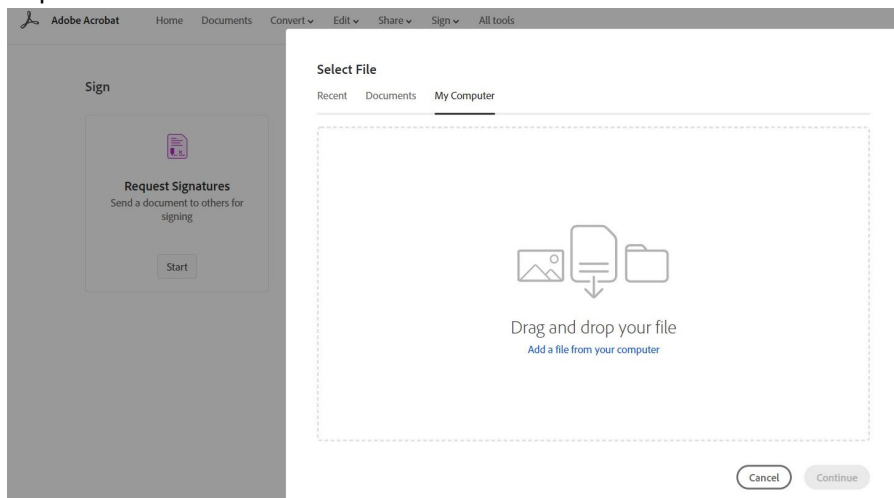 Adobe Acrobat Home Documents Convert Edit Share Sign All tools
Sign
Request Signatures
Send a document to others for
signing
Start
Select File
Recent Documents My Computer
Drag and drop your file
Add a file from your computer
Cancel Continue